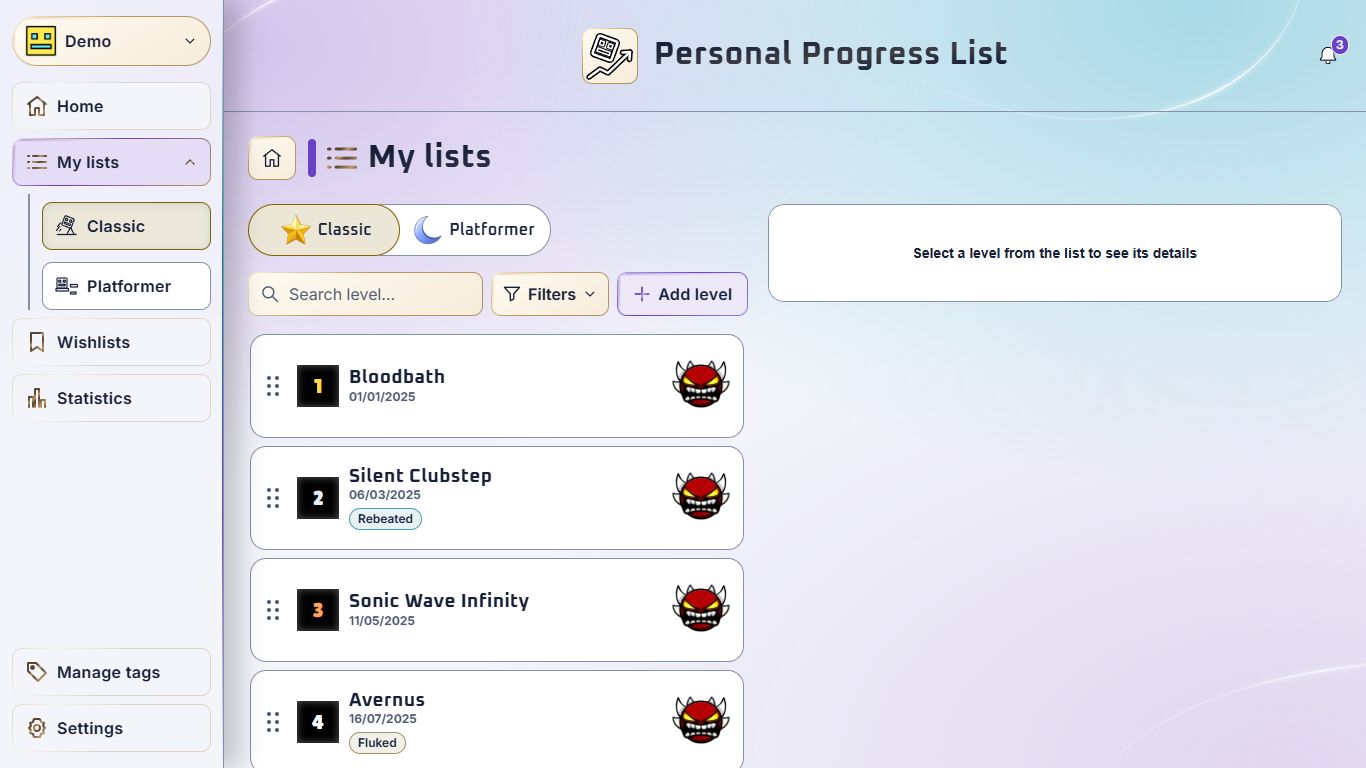 Demo
Home
My lists
Classic
Platformer
Wishlists
Statistics
Manage tags
Settings
Personal Progress List
3
My lists
Classic
Platformer
Search level...
Filters
Add level
1
Bloodbath
01/01/2025
2
Silent Clubstep
06/03/2025
Rebeated
3
Sonic Wave Infinity
11/05/2025
4
Avernus
16/07/2025
Fluked
Select a level from the list to see its details